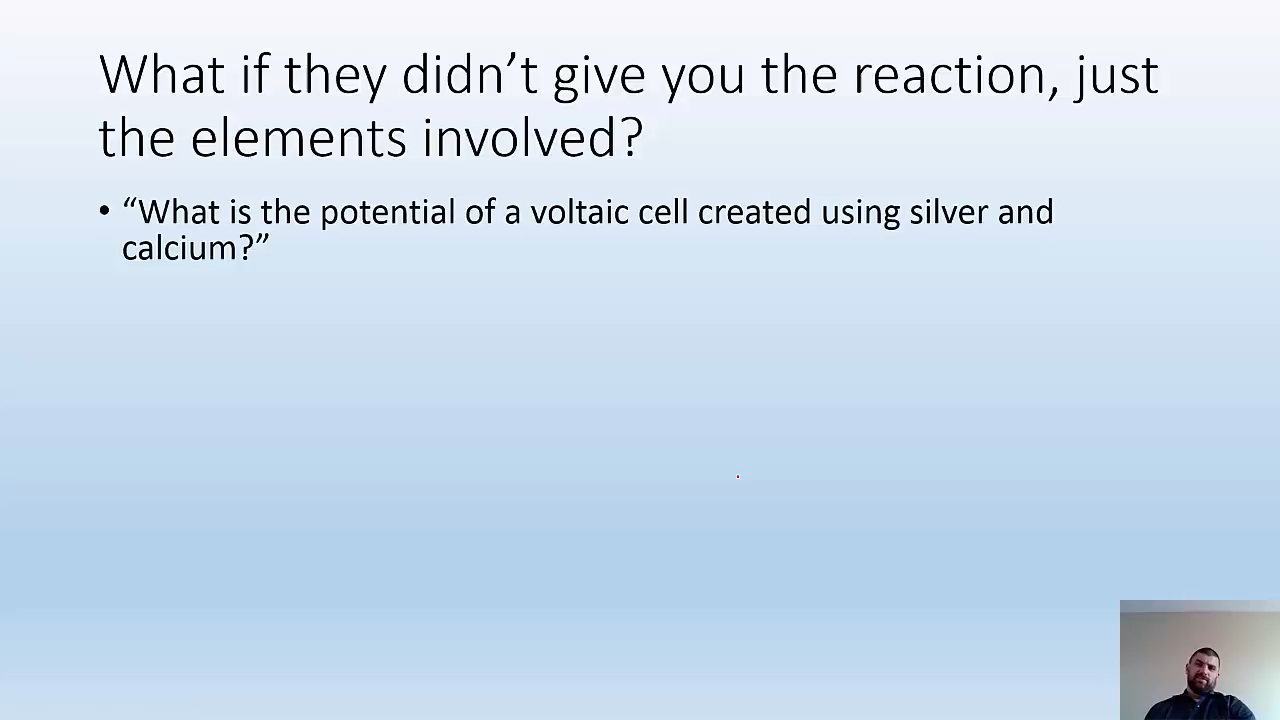 What if they didn’t give you the reaction, just
the elements involved?
• “What is the potential of a voltaic cell created using silver and
calcium?”